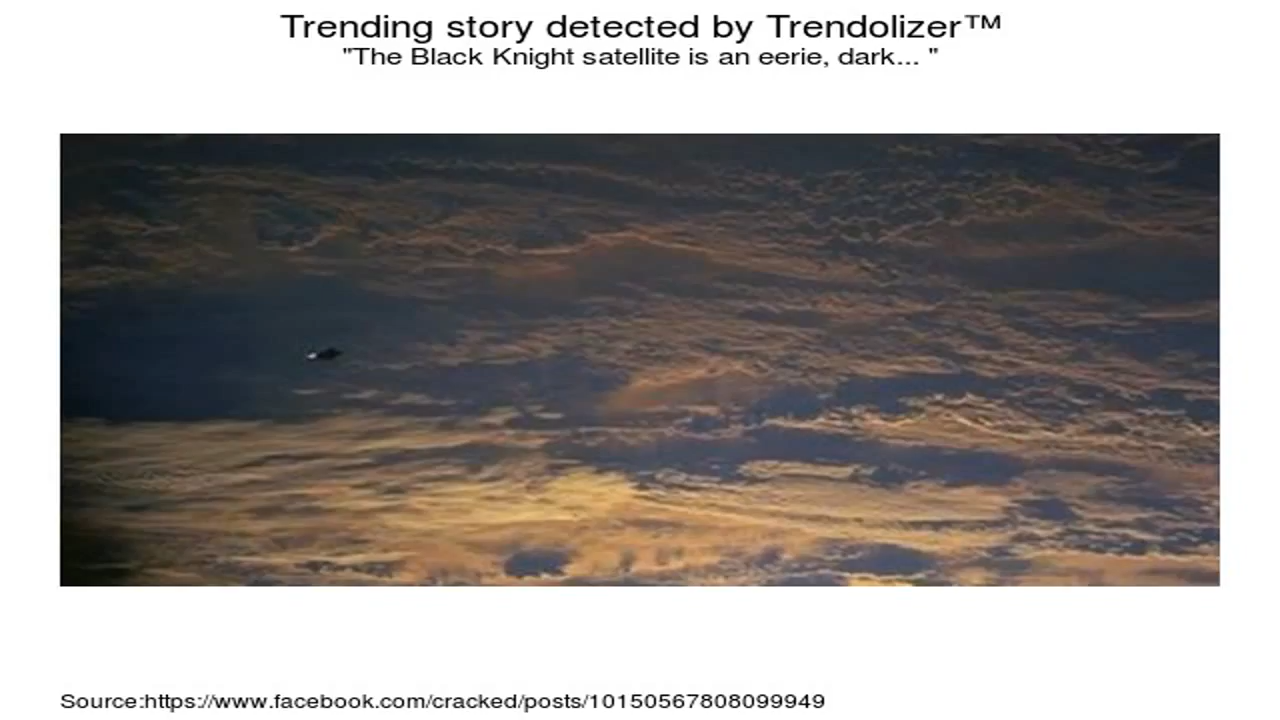 Trending story detected by Trendolizer™
"The Black Knight satellite is an eerie, dark... "
Source:https://www.facebook.com/cracked/posts/10150567808099949